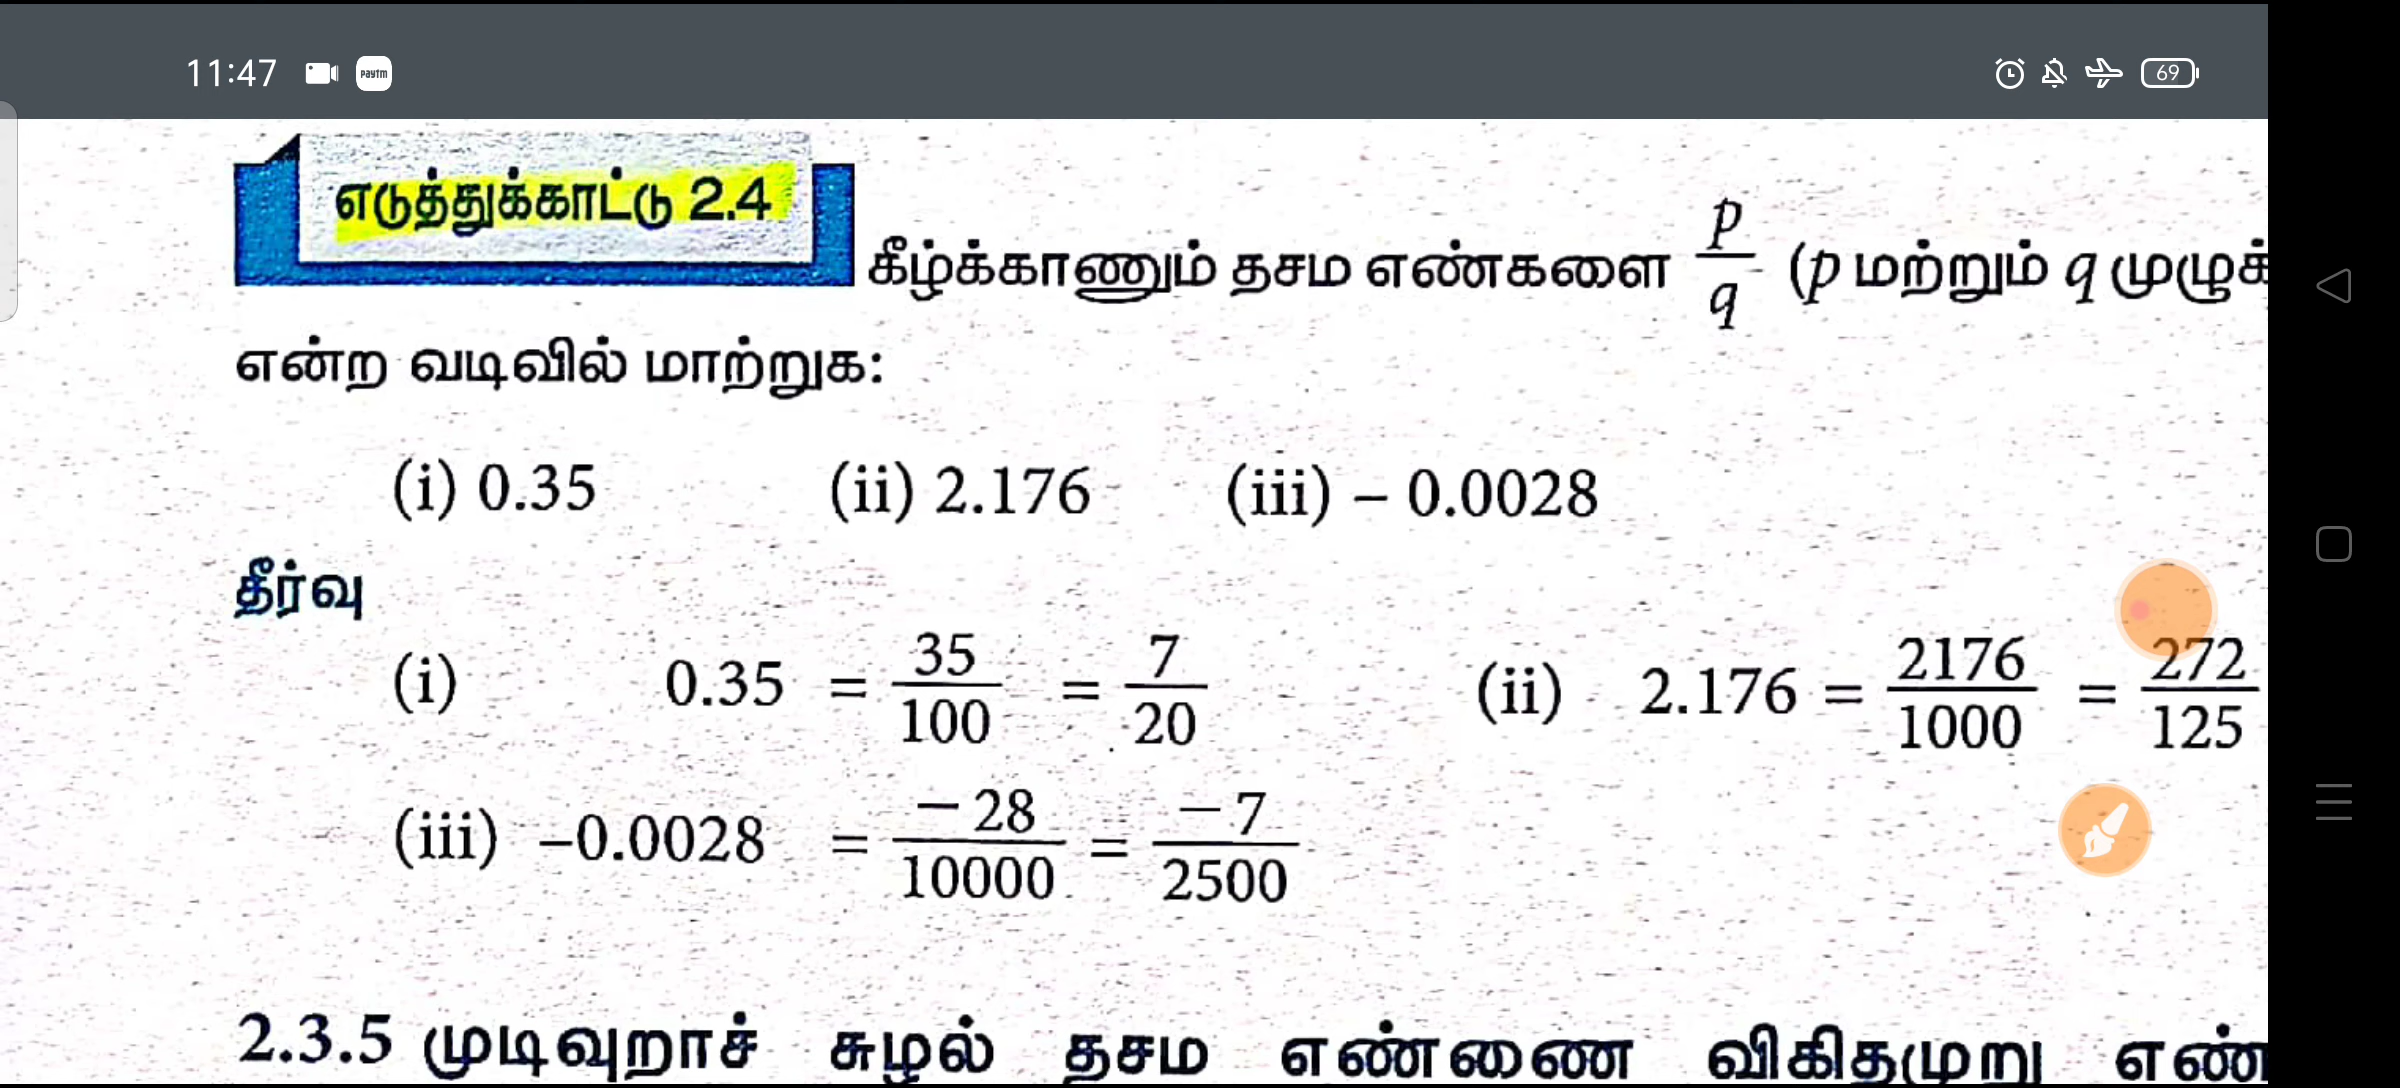 11:47 paytm 69
எடுத்துக்காட்டு 2.4
கீழ்க்காணும் தசம எண்களை p/q (p மற்றும் q முழுக்
என்ற வடிவில் மாற்றுக:
(i) 0.35 (ii) 2.176 (iii) – 0.0028
தீர்வு
(i) 0.35 = 35/100 = 7/20 (ii) 2.176 = 2176/1000 = 272/125
(iii) –0.0028 = – 28/10000 = – 7/2500
2.3.5 முடிவுறாச் சுழல் தசம எண்ணை விகிதமுறு எண்